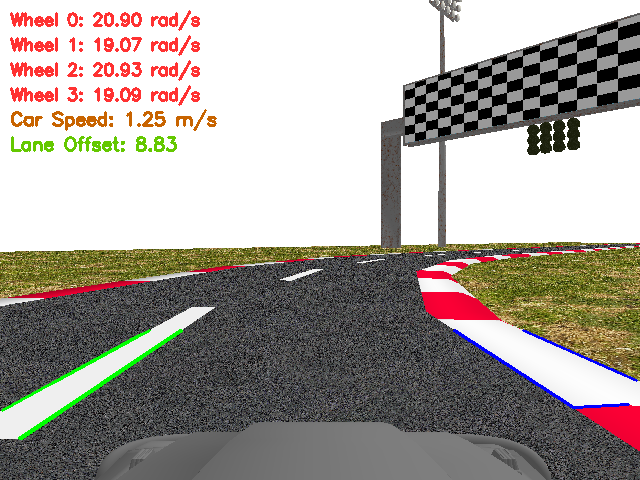 Wheel 0: 20.90 rad/s
Wheel 1: 19.07 rad/s
Wheel 2: 20.93 rad/s
Wheel 3: 19.09 rad/s
Car Speed: 1.25 m/s
Lane Offset: 8.83